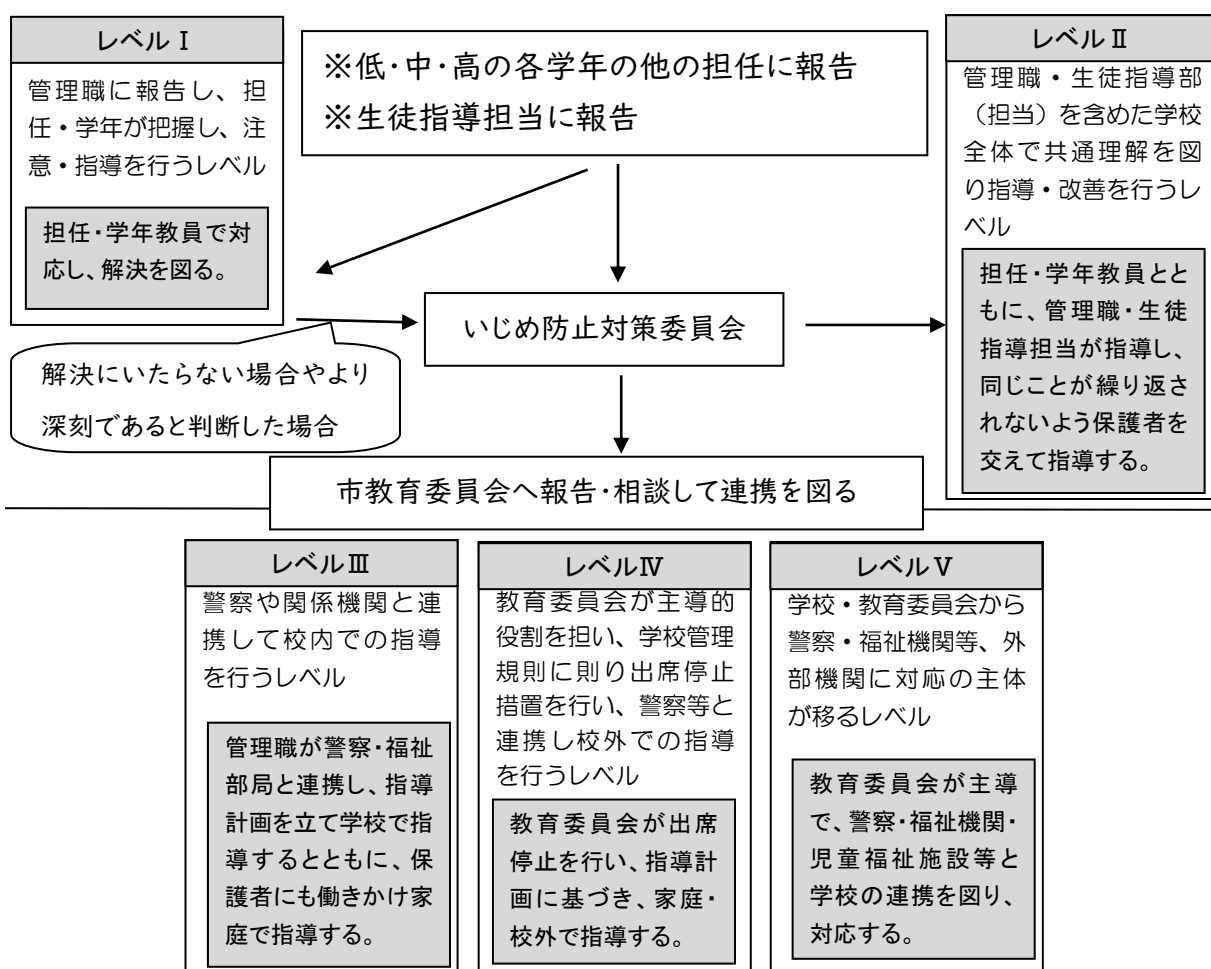 レベルⅠ
管理職に報告し、担
任・学年が把握し、注
意・指導を行うレベル
担任・学年教員で対
応し、解決を図る。
※低・中・高の各学年の他の担任に報告
※生徒指導担当に報告
レベルⅡ
管理職・生徒指導部
（担当）を含めた学校
全体で共通理解を図
り指導・改善を行うレ
ベル
担任・学年教員とと
もに、管理職・生徒
指導担当が指導し、
同じことが繰り返さ
れないよう保護者を
交えて指導する。
いじめ防止対策委員会
解決にいたらない場合やより
深刻であると判断した場合
市教育委員会へ報告・相談して連携を図る
レベルⅢ
警察や関係機関と連
携して校内での指導
を行うレベル
管理職が警察・福祉
部局と連携し、指導
計画を立て学校で指
導するとともに、保
護者にも働きかけ家
庭で指導する。
レベルⅣ
教育委員会が主導的
役割を担い、学校管理
規則に則り出席停止
措置を行い、警察等と
連携し校外での指導
を行うレベル
教育委員会が出席
停止を行い、指導計
画に基づき、家庭・
校外で指導する。
レベルⅤ
学校・教育委員会から
警察・福祉機関等、外
部機関に対応の主体
が移るレベル
教育委員会が主導
で、警察・福祉機関・
児童福祉施設等と
学校の連携を図り、
対応する。